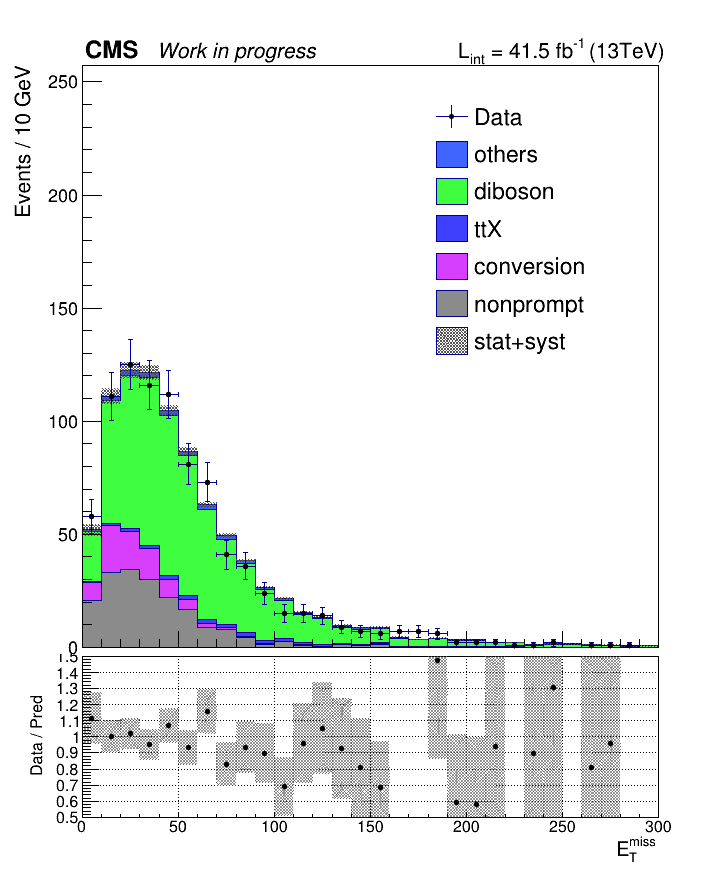 CMS Work in progress L_int = 41.5 fb^-1 (13TeV)
Events / 10 GeV
250
200
150
100
50
0
Data
others
diboson
ttX
conversion
nonprompt
stat+syst
Data / Pred
1.5
1.4
1.3
1.2
1.1
1
0.9
0.8
0.7
0.6
0.5
0 50 100 150 200 250 300
E_T^miss